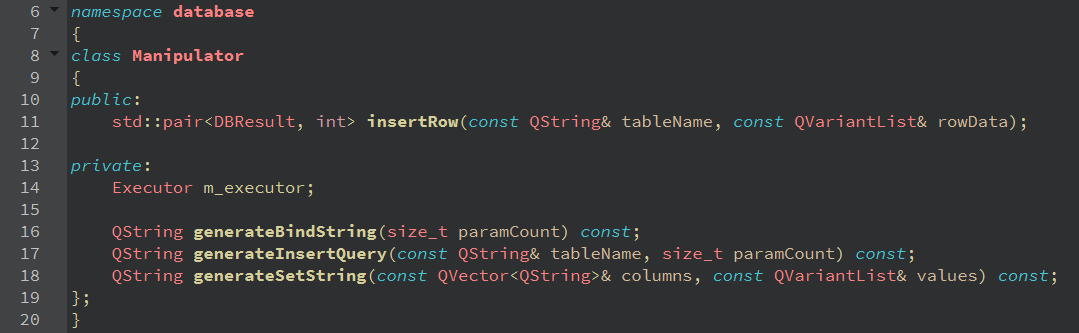 6 namespace database
7 {
8 class Manipulator
9 {
10 public:
11     std::pair<DBResult, int> insertRow(const QString& tableName, const QVariantList& rowData);
12
13 private:
14     Executor m_executor;
15
16     QString generateBindString(size_t paramCount) const;
17     QString generateInsertQuery(const QString& tableName, size_t paramCount) const;
18     QString generateSetString(const QVector<QString>& columns, const QVariantList& values) const;
19 };
20 }